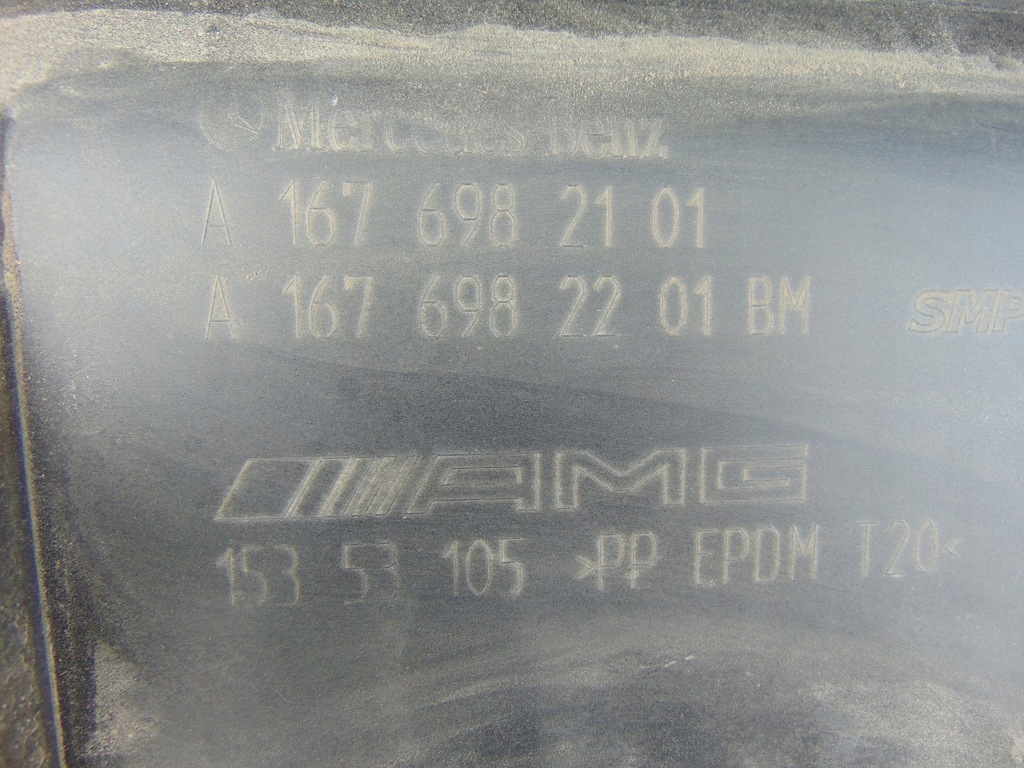 Mercedes-Benz
A 167 698 21 01
A 167 698 22 01 BM
SMP
AMG
153 53 105 >PP EPDM T20<